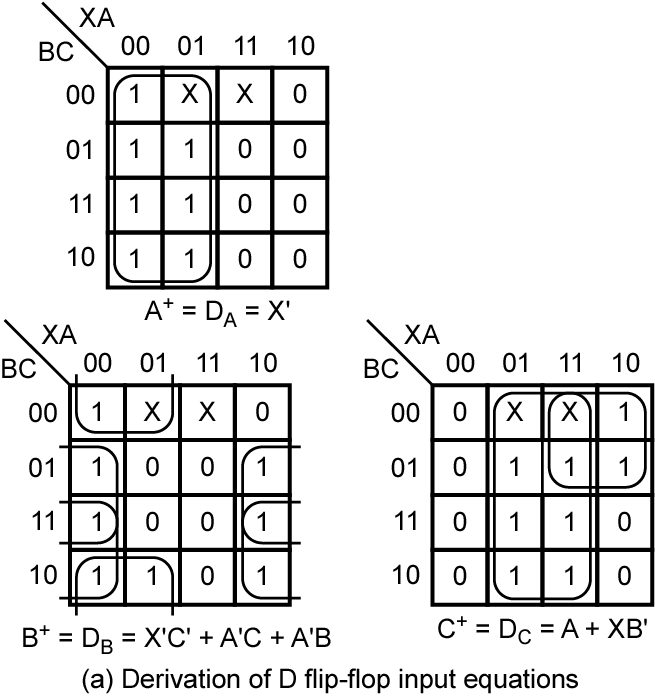 XA
BC 00 01 11 10
00 1 X X 0
01 1 1 0 0
11 1 1 0 0
10 1 1 0 0
A⁺ = D_A = X'
XA
BC 00 01 11 10
00 1 X X 0
01 1 0 0 1
11 1 0 0 1
10 1 1 0 1
B⁺ = D_B = X'C' + A'C + A'B
XA
BC 00 01 11 10
00 0 X X 1
01 0 1 1 1
11 0 1 1 0
10 0 1 1 0
C⁺ = D_C = A + XB'
(a) Derivation of D flip-flop input equations